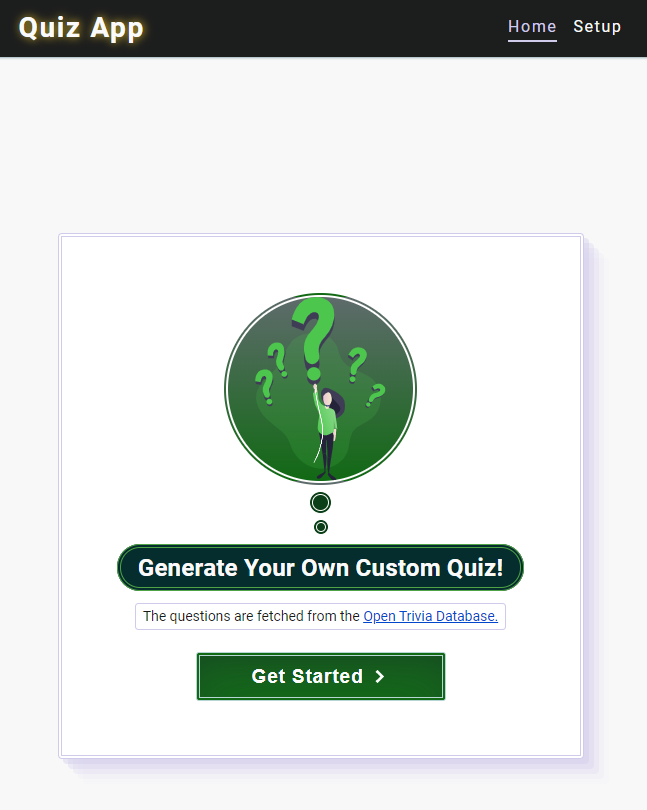 Quiz App
Home Setup
? ? ? ? ?
Generate Your Own Custom Quiz!
The questions are fetched from the Open Trivia Database.
Get Started